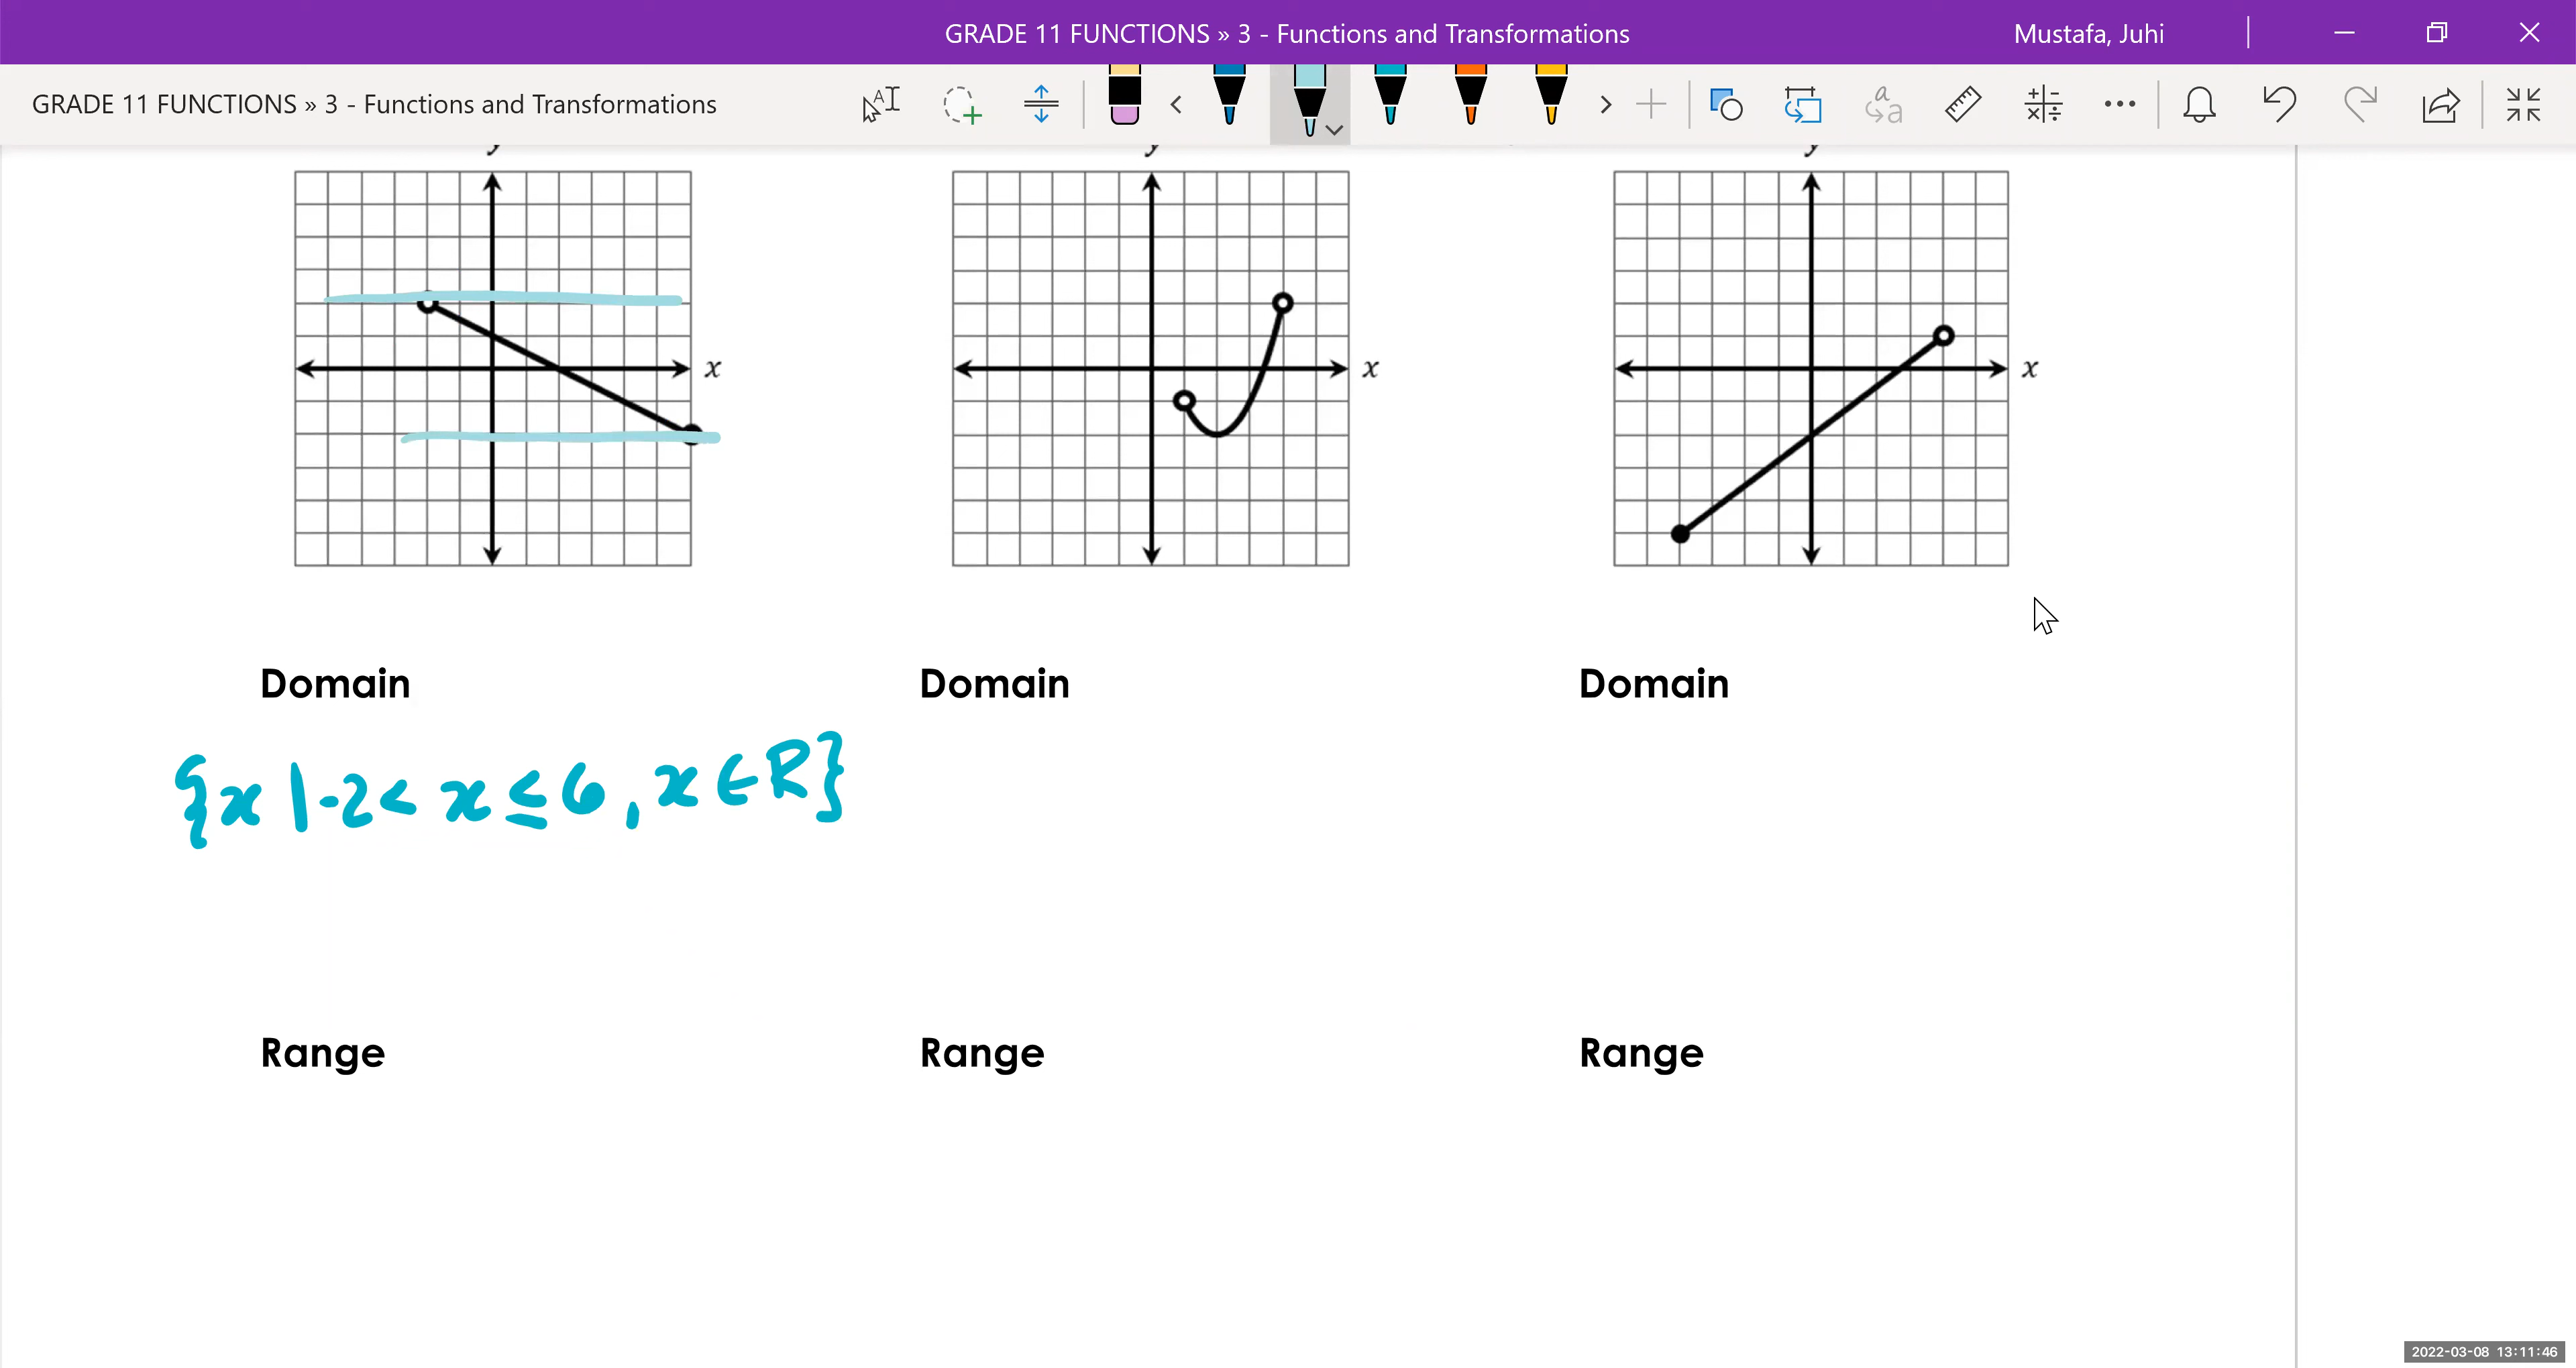 GRADE 11 FUNCTIONS » 3 - Functions and Transformations
Mustafa, Juhi
GRADE 11 FUNCTIONS » 3 - Functions and Transformations
y y y
x x x
Domain Domain Domain
{x | -2 < x ≤ 6, x ∈ R}
Range Range Range
2022-03-08 13:11:46